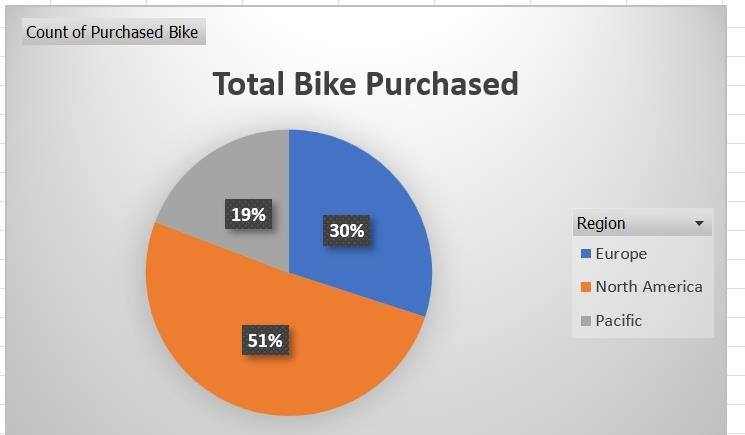 Count of Purchased Bike
Total Bike Purchased
19%
30%
51%
Region
Europe
North America
Pacific